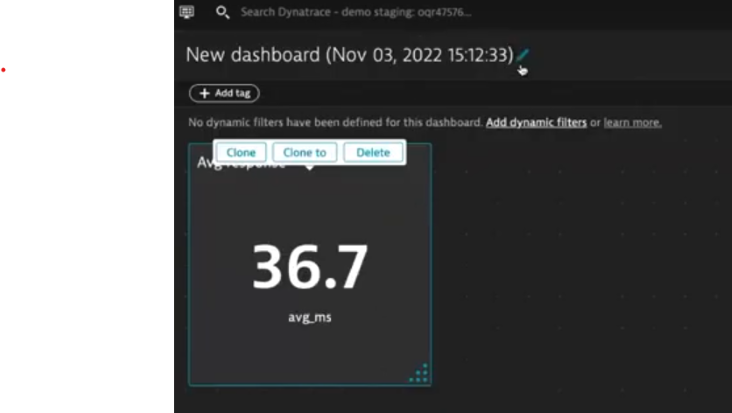 Search Dynatrace - demo staging: oqr47576...
New dashboard (Nov 03, 2022 15:12:33)
+ Add tag
No dynamic filters have been defined for this dashboard. Add dynamic filters or learn more.
Clone Clone to Delete
Avg response
36.7
avg_ms